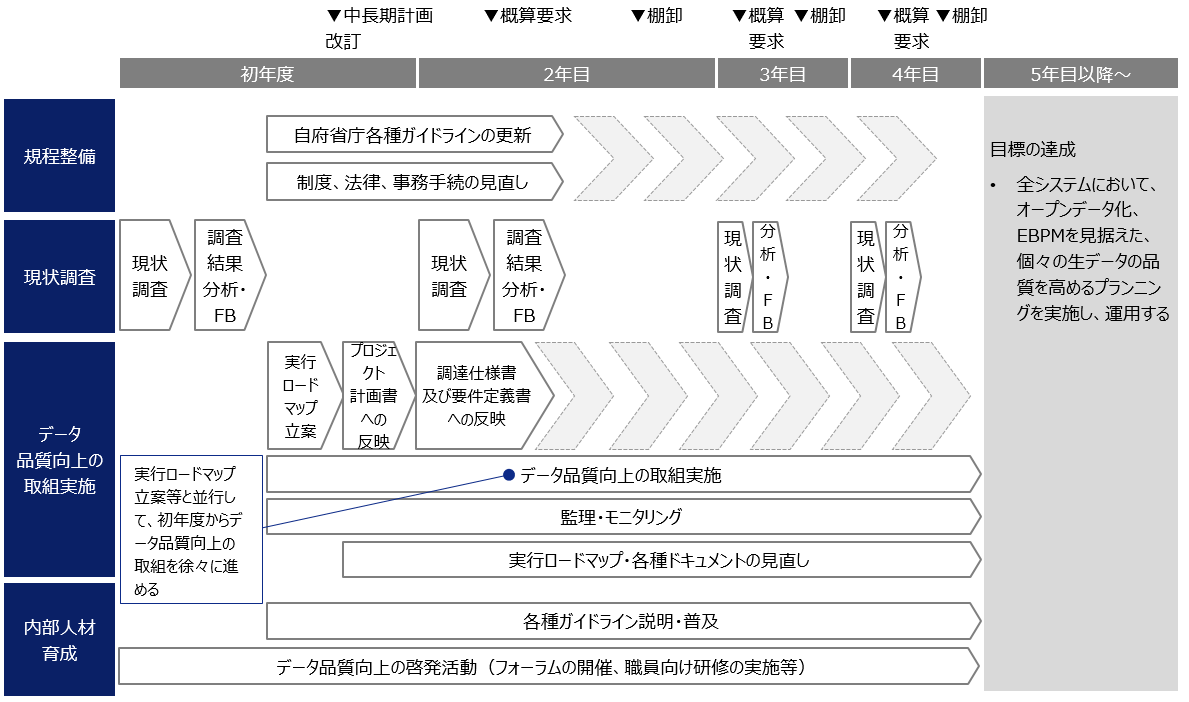 ▼中長期計画
改訂
▼概算要求
▼棚卸
▼概算
要求
▼棚卸
▼概算
要求
▼棚卸
初年度
2年目
3年目
4年目
5年目以降～
規程整備
自府省庁各種ガイドラインの更新
制度、法律、事務手続の見直し
現状調査
現状
調査
調査
結果
分析・
FB
現状
調査
調査
結果
分析・
FB
現
状
調
査
分
析
・
F
B
現
状
調
査
分
析
・
F
B
データ
品質向上の
取組実施
実行
ロード
マップ
立案
プロジェ
クト
計画書
への
反映
調達仕様書
及び要件定義書
への反映
データ品質向上の取組実施
監理・モニタリング
実行ロードマップ・各種ドキュメントの見直し
実行ロードマップ
立案等と並行し
て、初年度からデ
ータ品質向上の
取組を徐々に進
める
内部人材
育成
各種ガイドライン説明・普及
データ品質向上の啓発活動（フォーラムの開催、職員向け研修の実施等）
目標の達成
• 全システムにおいて、
オープンデータ化、
EBPMを見据えた、
個々の生データの品
質を高めるプランニン
グを実施し、運用する